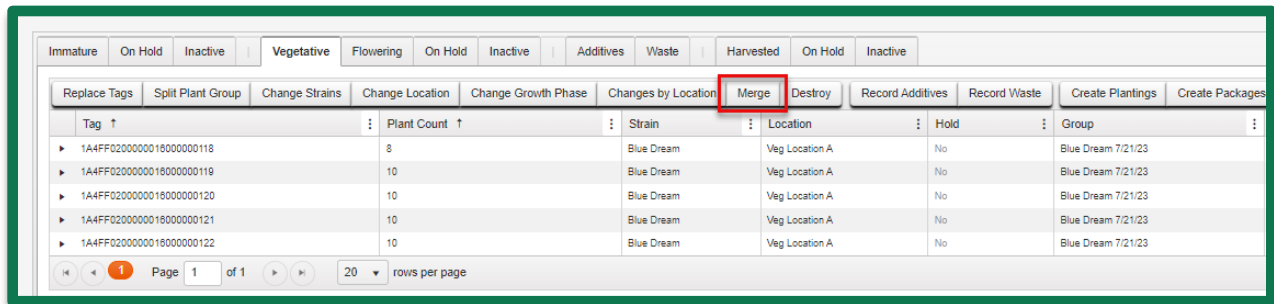 Immature On Hold Inactive | Vegetative Flowering On Hold Inactive | Additives Waste | Harvested On Hold Inactive
Replace Tags Split Plant Group Change Strains Change Location Change Growth Phase Changes by Location Merge Destroy Record Additives Record Waste Create Plantings Create Packages
Tag ↑ Plant Count ↑ Strain Location Hold Group
1A4FF0200000016000000118 8 Blue Dream Veg Location A No Blue Dream 7/21/23
1A4FF0200000016000000119 10 Blue Dream Veg Location A No Blue Dream 7/21/23
1A4FF0200000016000000120 10 Blue Dream Veg Location A No Blue Dream 7/21/23
1A4FF0200000016000000121 10 Blue Dream Veg Location A No Blue Dream 7/21/23
1A4FF0200000016000000122 10 Blue Dream Veg Location A No Blue Dream 7/21/23
1 Page 1 of 1 20 rows per page